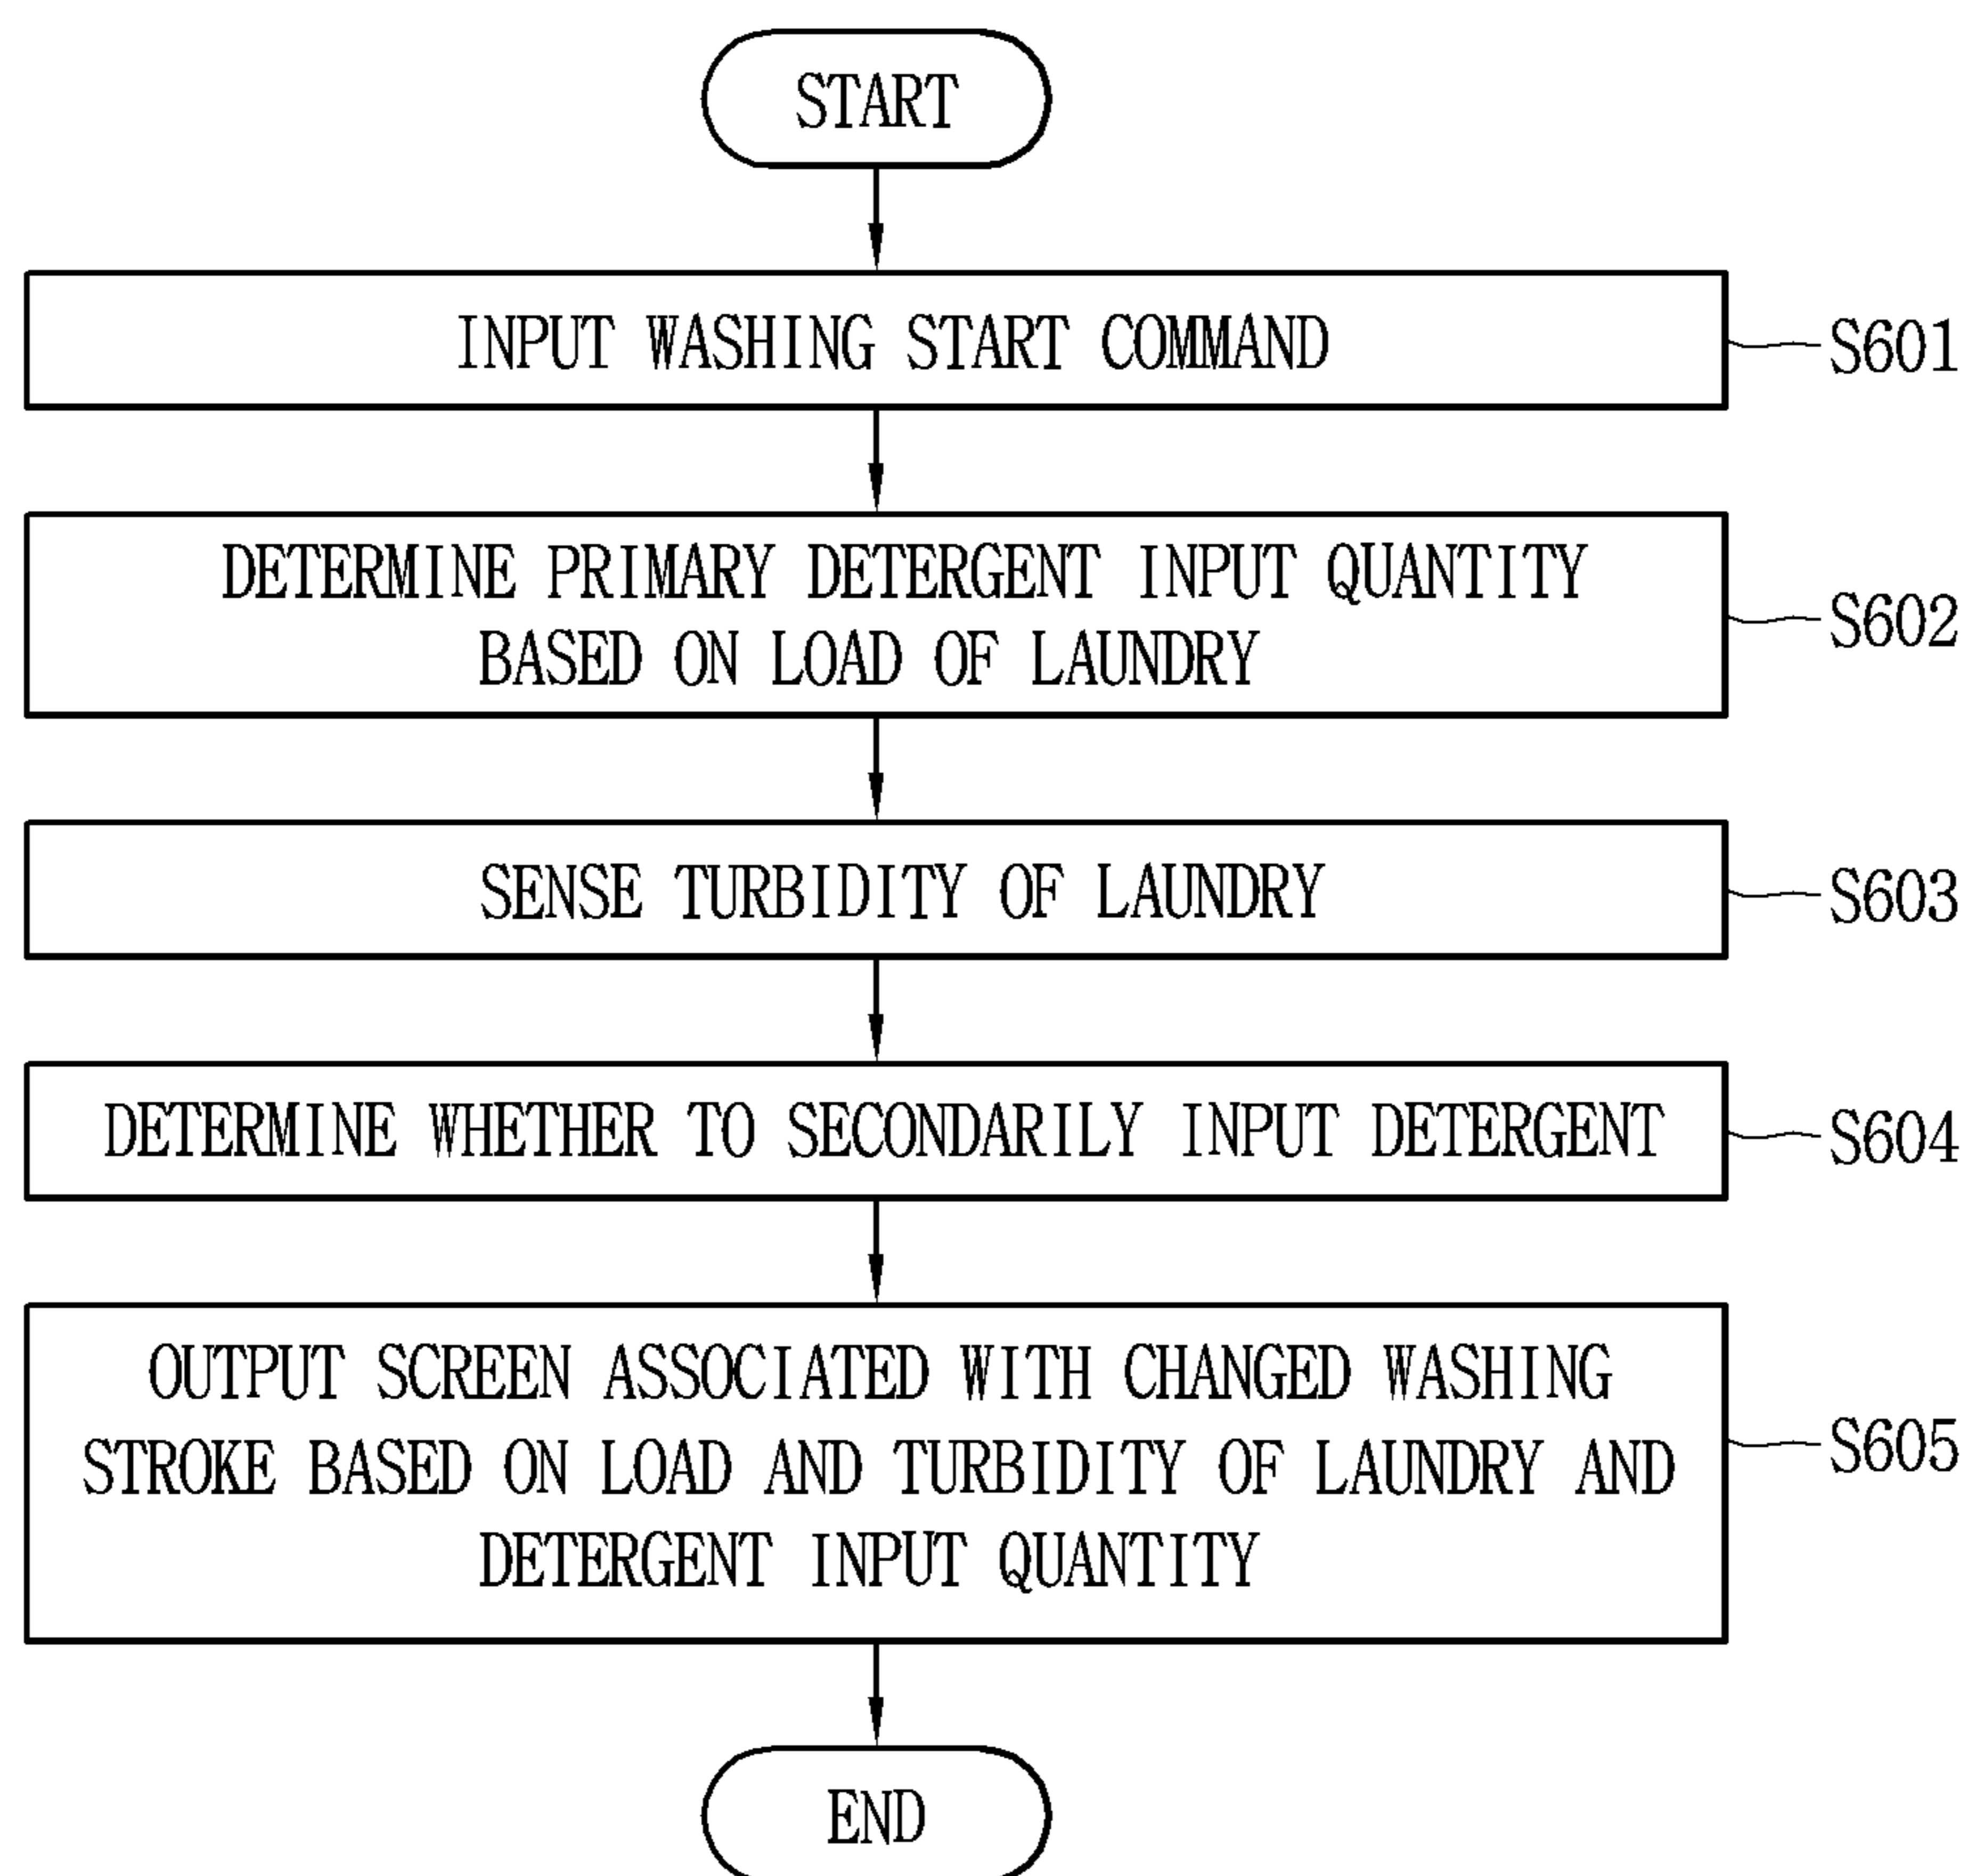 START
INPUT WASHING START COMMAND
S601
DETERMINE PRIMARY DETERGENT INPUT QUANTITY
BASED ON LOAD OF LAUNDRY
S602
SENSE TURBIDITY OF LAUNDRY
S603
DETERMINE WHETHER TO SECONDARILY INPUT DETERGENT
S604
OUTPUT SCREEN ASSOCIATED WITH CHANGED WASHING
STROKE BASED ON LOAD AND TURBIDITY OF LAUNDRY AND
DETERGENT INPUT QUANTITY
S605
END